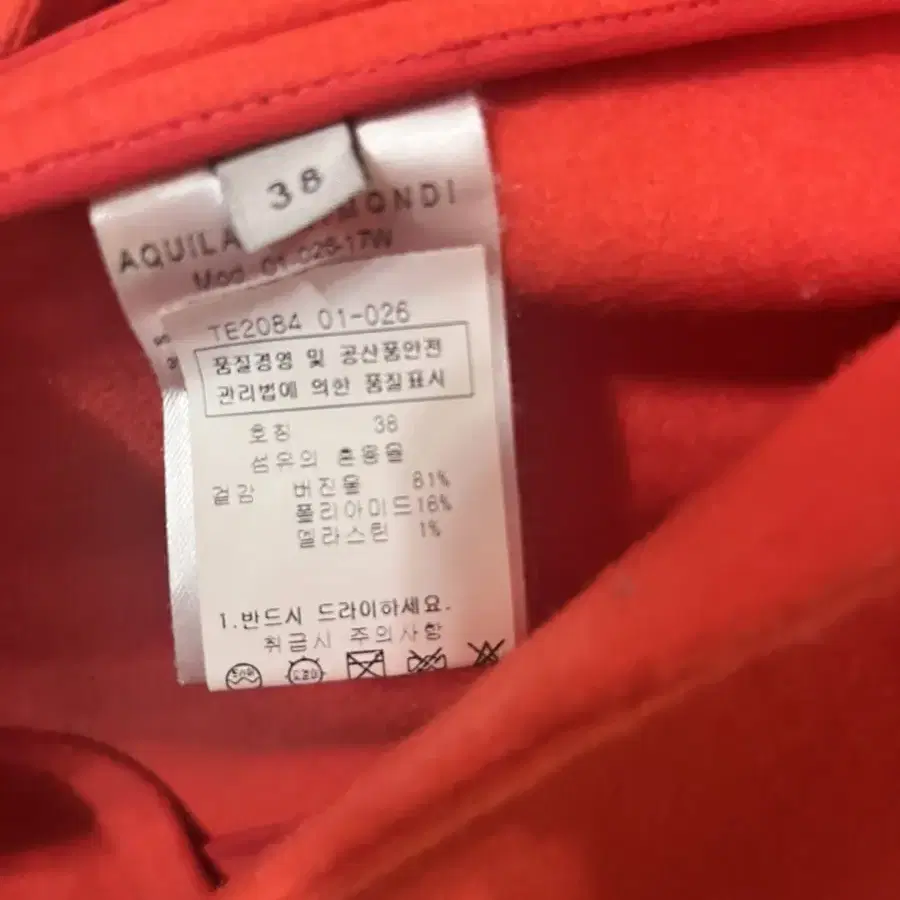 38
AQUILA MONDI
Mod. 01-026-17W
TE2084 01-026
품질경영 및 공산품안전
관리법에 의한 품질표시
호칭 38
섬유의 혼용율
겉감 버진울 81%
폴리아미드 18%
엘라스틴 1%
1.반드시 드라이하세요.
취급시 주의사항